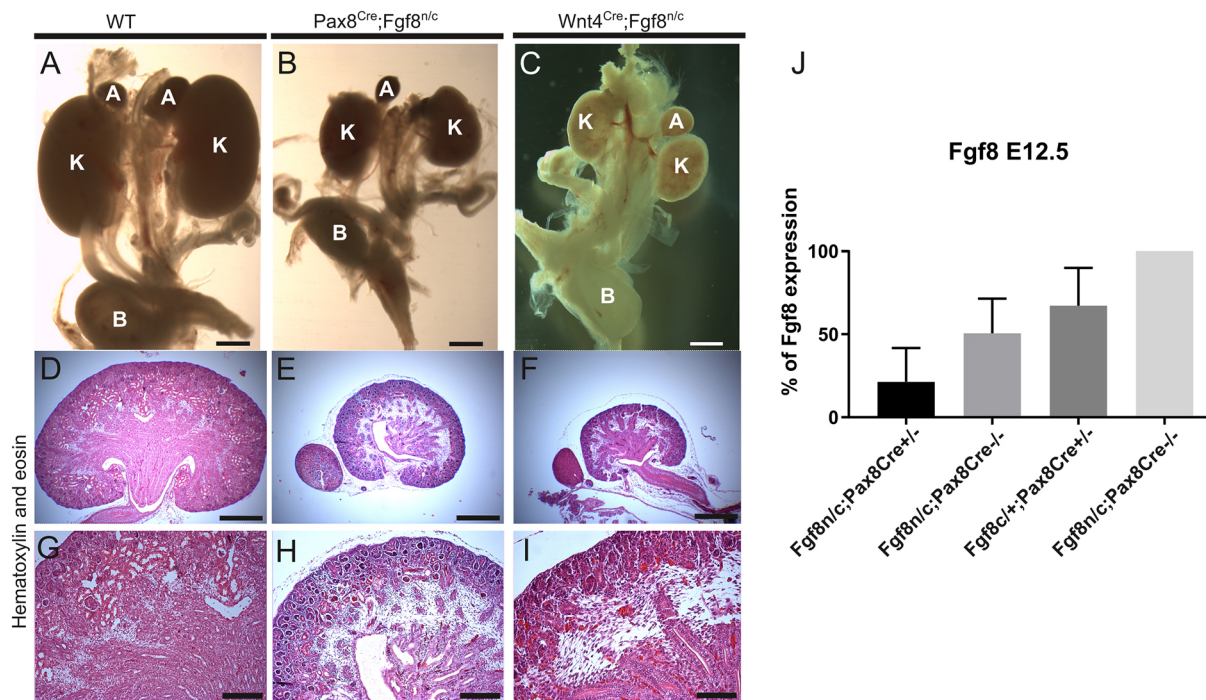 WT
Pax8Cre;Fgf8n/c
Wnt4Cre;Fgf8n/c
A
A
A
K
K
B
B
A
K
K
B
C
K
A
K
B
D
E
F
G
H
I
Hematoxylin and eosin
J
Fgf8 E12.5
% of Fgf8 expression
100
50
0
Fgf8n/c;Pax8Cre+/-
Fgf8n/c;Pax8Cre-/-
Fgf8c/+;Pax8Cre+/-
Fgf8n/c;Pax8Cre-/-